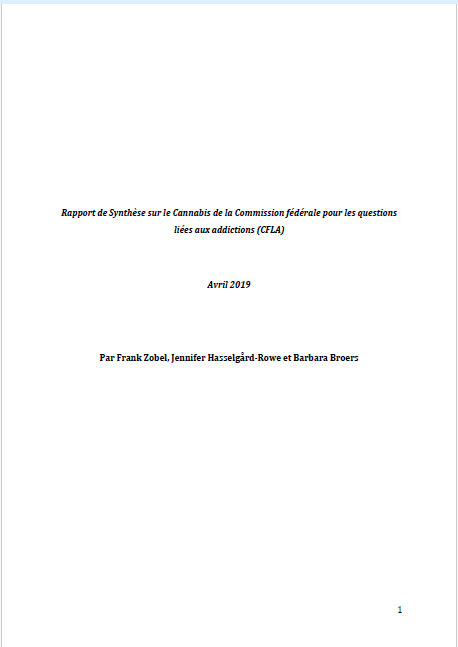 Rapport de Synthèse sur le Cannabis de la Commission fédérale pour les questions
liées aux addictions (CFLA)
Avril 2019
Par Frank Zobel, Jennifer Hasselgård-Rowe et Barbara Broers
1